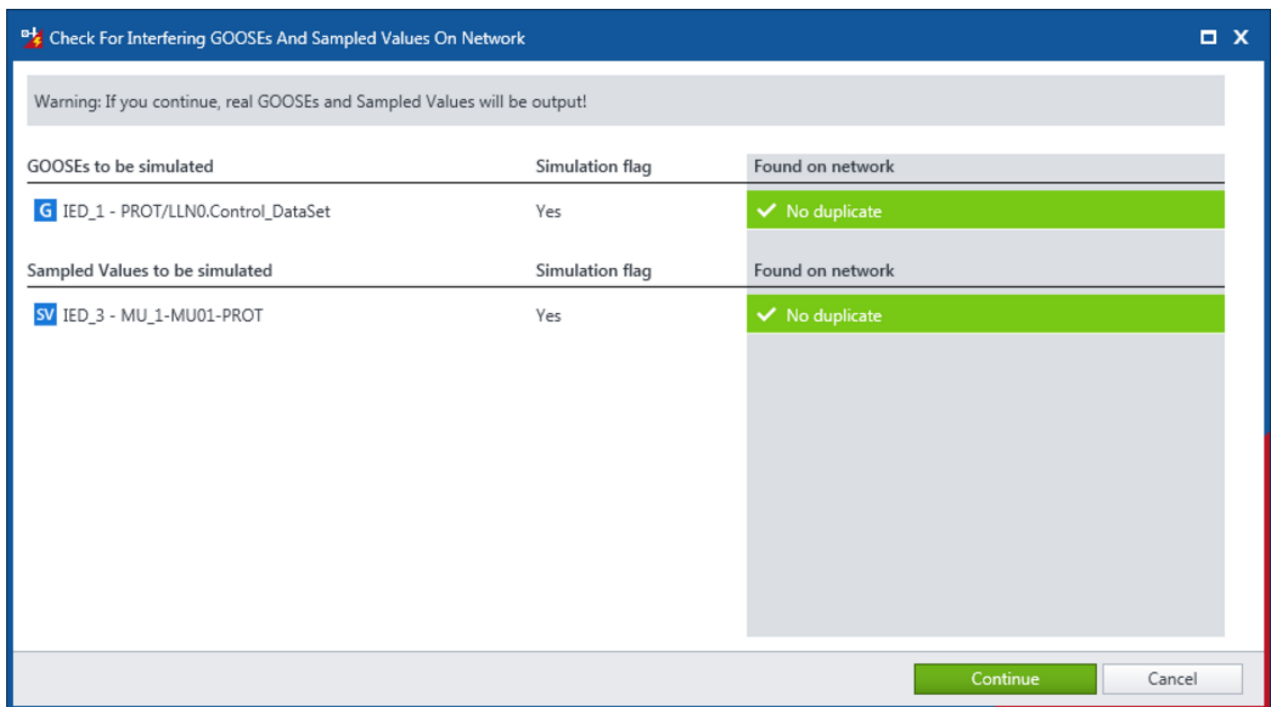 Check For Interfering GOOSEs And Sampled Values On Network
Warning: If you continue, real GOOSEs and Sampled Values will be output!
GOOSEs to be simulated Simulation flag Found on network
G IED_1 - PROT/LLN0.Control_DataSet Yes No duplicate
Sampled Values to be simulated Simulation flag Found on network
SV IED_3 - MU_1-MU01-PROT Yes No duplicate
Continue Cancel